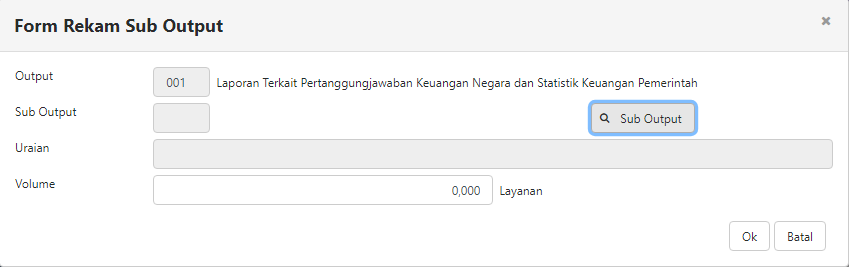 Form Rekam Sub Output ×
Output 001 Laporan Terkait Pertanggungjawaban Keuangan Negara dan Statistik Keuangan Pemerintah
Sub Output Sub Output
Uraian
Volume 0,000 Layanan
Ok Batal